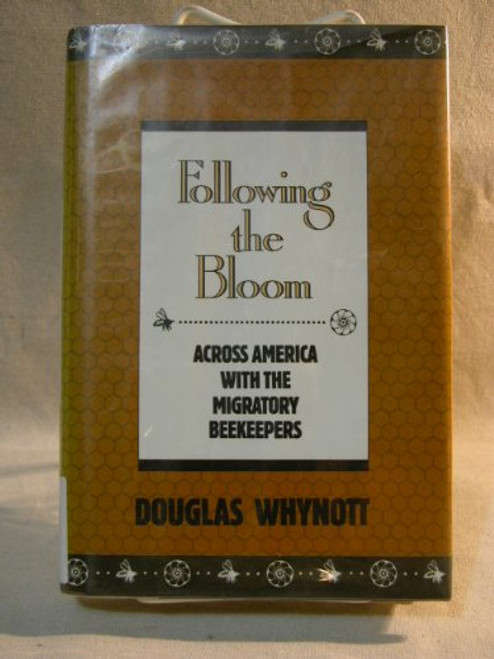 Following
the
Bloom
ACROSS AMERICA
WITH THE
MIGRATORY
BEEKEEPERS
DOUGLAS WHYNOTT